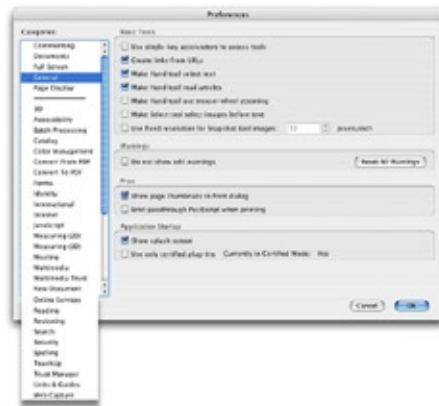 Preferences
Categories:
Commenting
Documents
Full Screen
General
Page Display
3D
Accessibility
Batch Processing
Catalog
Color Management
Convert From PDF
Convert To PDF
Forms
Identity
International
Internet
JavaScript
Measuring (2D)
Measuring (3D)
Meeting
Multimedia
Multimedia Trust
New Document
Online Services
Reading
Reviewing
Search
Security
Spelling
TouchUp
Trust Manager
Units & Guides
Web Capture
Basic Tools
Use single-key accelerators to access tools
Create links from URLs
Make Hand tool select text
Make Hand tool read articles
Make Hand tool use mouse-wheel zooming
Make Select tool select images before text
Use fixed resolution for Snapshot tool images: 72 pixels/inch
Warnings
Do not show edit warnings
Reset All Warnings
Print
Show page thumbnails in Print dialog
Emit passthrough PostScript when printing
Application Startup
Show splash screen
Use only certified plug-ins Currently in Certified Mode:
Cancel
OK